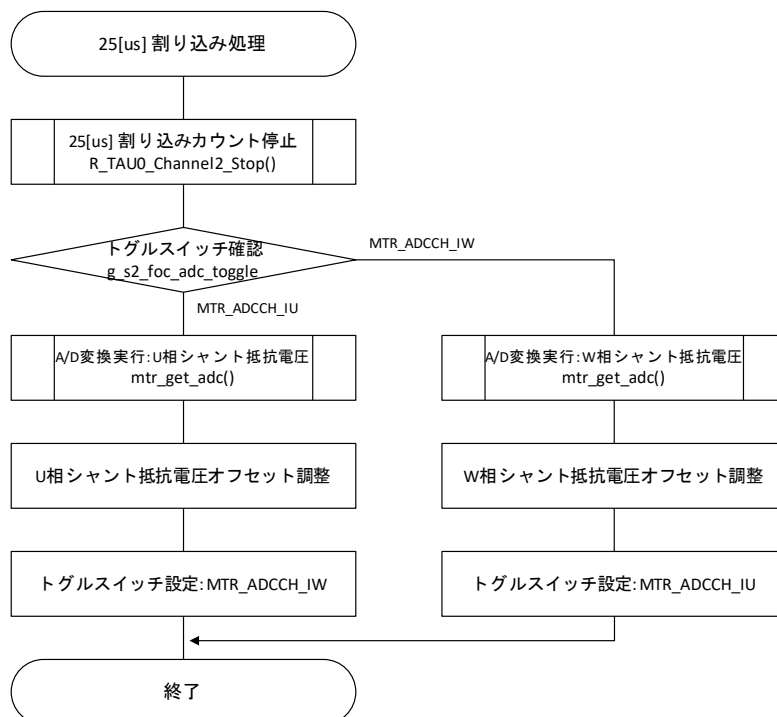 25[us] 割り込み処理
25[us] 割り込みカウント停止
R_TAU0_Channel2_Stop()
トグルスイッチ確認
g_s2_foc_adc_toggle
MTR_ADCCH_IW
MTR_ADCCH_IU
A/D変換実行:U相シャント抵抗電圧
mtr_get_adc()
A/D変換実行:W相シャント抵抗電圧
mtr_get_adc()
U相シャント抵抗電圧オフセット調整
W相シャント抵抗電圧オフセット調整
トグルスイッチ設定:MTR_ADCCH_IW
トグルスイッチ設定:MTR_ADCCH_IU
終了